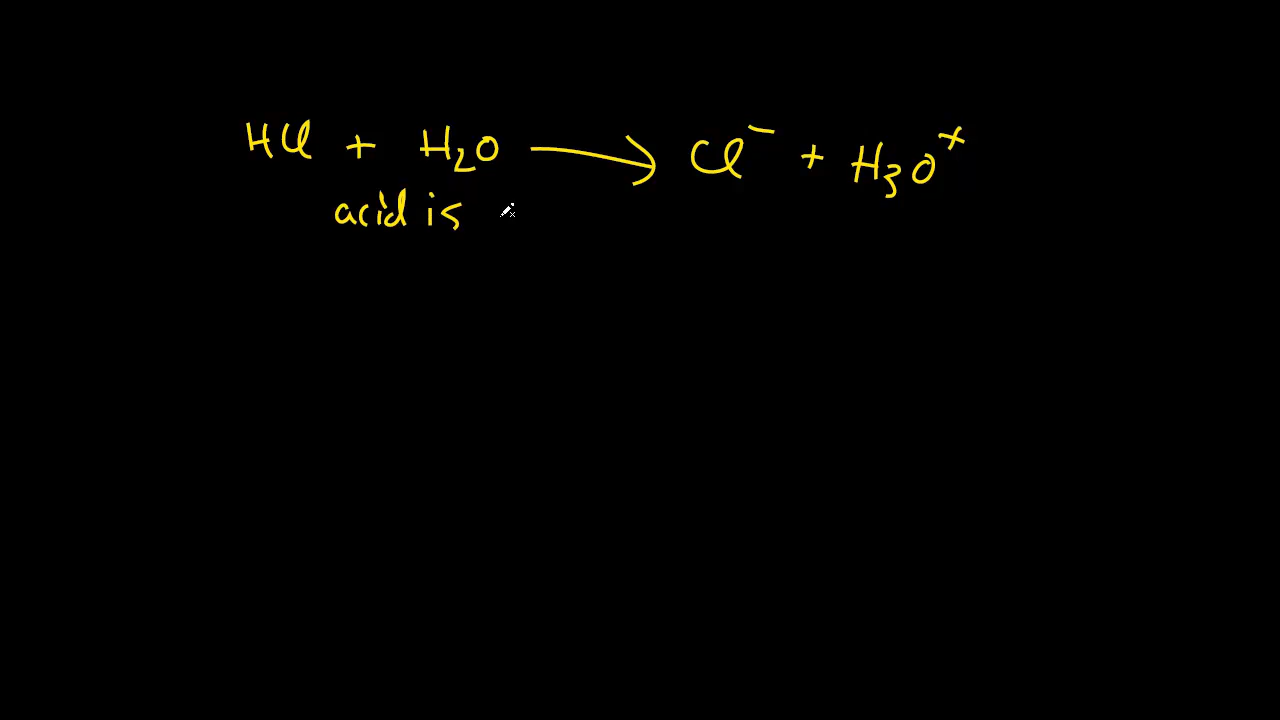 HCl + H₂O ⟶ Cl⁻ + H₃O⁺
acid is